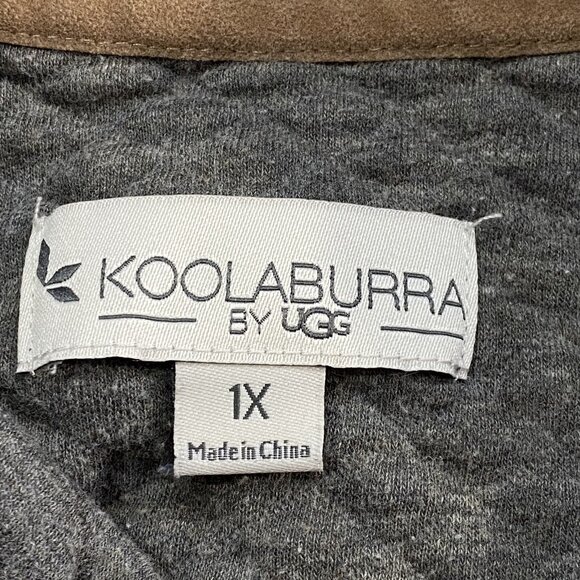 KOOLABURRA
BY UGG
1X
Made in China